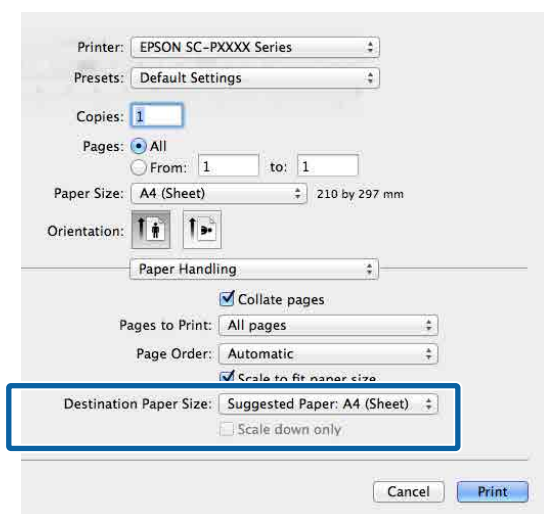 Printer: EPSON SC-PXXXX Series
Presets: Default Settings
Copies: 1
Pages: All
From: 1 to: 1
Paper Size: A4 (Sheet) 210 by 297 mm
Orientation:
Paper Handling
Collate pages
Pages to Print: All pages
Page Order: Automatic
Scale to fit paper size
Destination Paper Size: Suggested Paper: A4 (Sheet)
Scale down only
Cancel Print